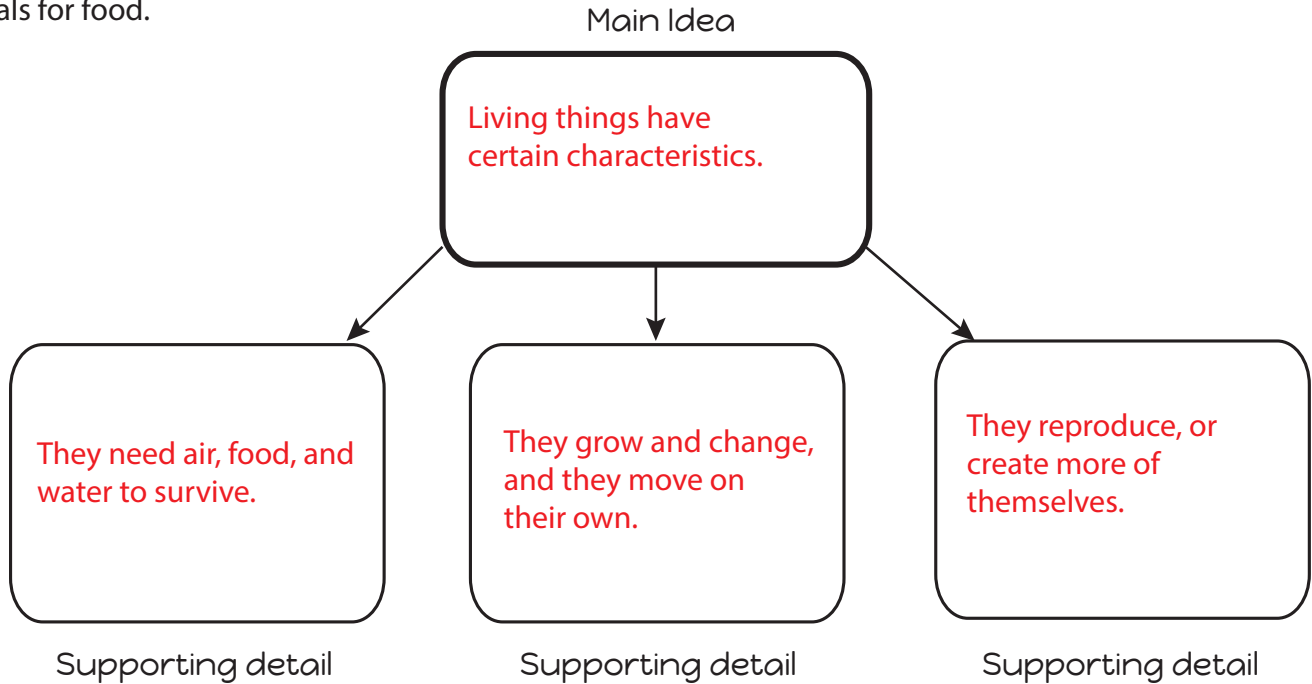 for food.
Main Idea
Living things have
certain characteristics.
They need air, food, and
water to survive.
They grow and change,
and they move on
their own.
They reproduce, or
create more of
themselves.
Supporting detail
Supporting detail
Supporting detail